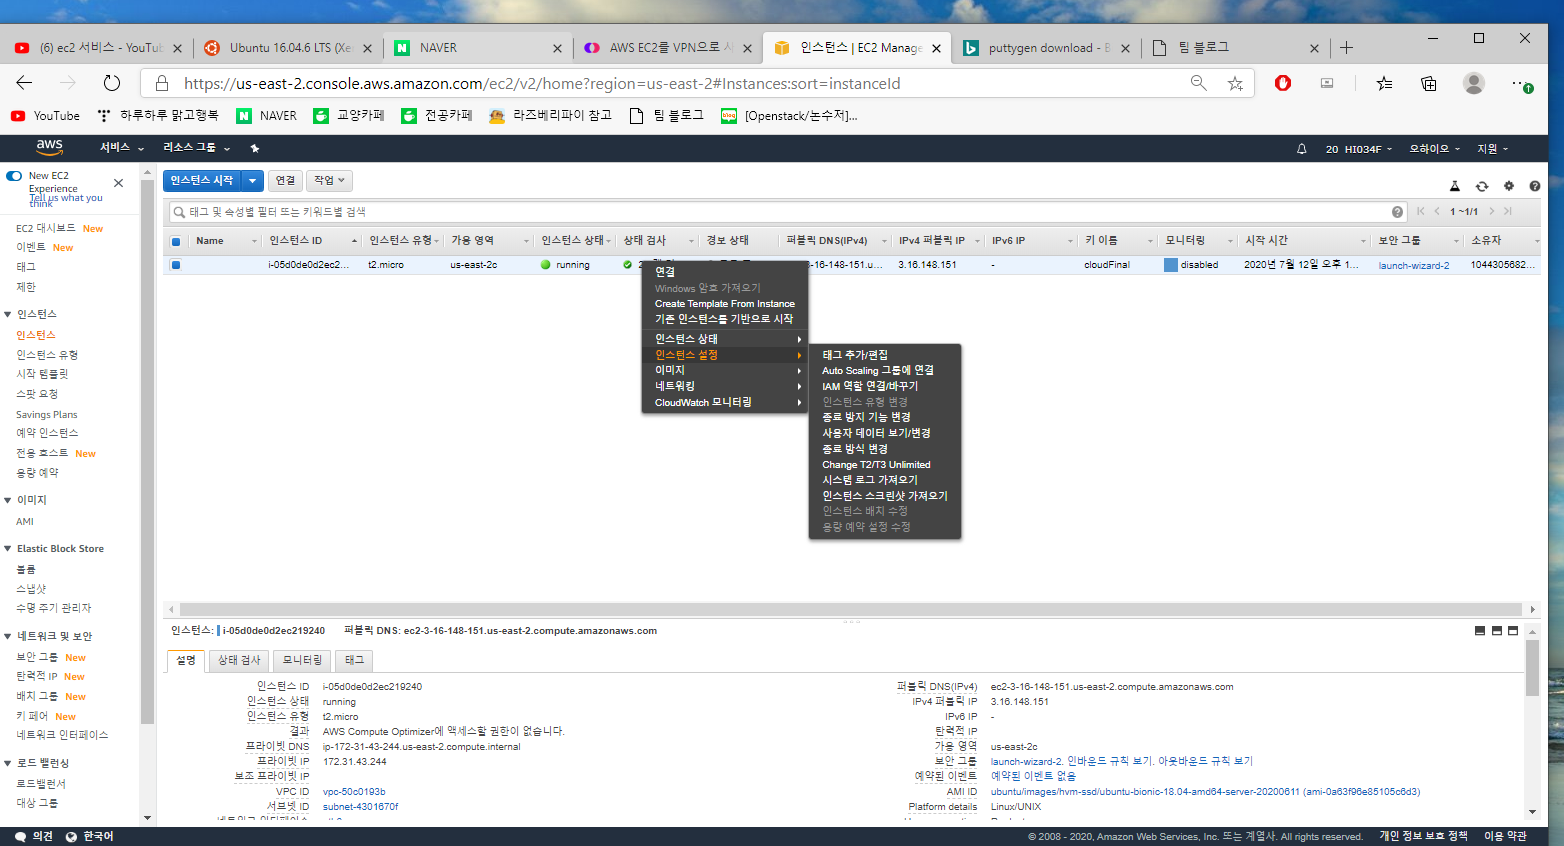 (6) ec2 서비스 - YouTub
Ubuntu 16.04.6 LTS (Xe
NAVER
AWS EC2를 VPN으로 사
인스턴스 | EC2 Manage
puttygen download - B
팀 블로그
https://us-east-2.console.aws.amazon.com/ec2/v2/home?region=us-east-2#Instances:sort=instanceId
YouTube 하루하루 맑고행복 NAVER 교양카페 전공카페 라즈베리파이 참고 팀 블로그 [Openstack/논수저]...
aws 서비스 리소스 그룹 20 HI034F 오하이오 지원
New EC2
Experience
Tell us what you
think
EC2 대시보드 New
이벤트 New
태그
제한
인스턴스
인스턴스
인스턴스 유형
시작 템플릿
스팟 요청
Savings Plans
예약 인스턴스
전용 호스트 New
용량 예약
이미지
AMI
Elastic Block Store
볼륨
스냅샷
수명 주기 관리자
네트워크 및 보안
보안 그룹 New
탄력적 IP New
배치 그룹 New
키 페어 New
네트워크 인터페이스
로드 밸런싱
로드밸런서
대상 그룹
인스턴스 시작 연결 작업
태그 및 속성별 필터 또는 키워드별 검색
1 ~1/1
Name 인스턴스 ID 인스턴스 유형 가용 영역 인스턴스 상태 상태 검사 경보 상태 퍼블릭 DNS(IPv4) IPv4 퍼블릭 IP IPv6 IP 키 이름 모니터링 시작 시간 보안 그룹 소유자
i-05d0de0d2ec2... t2.micro us-east-2c running 2 -3-16-148-151.u... 3.16.148.151 - cloudFinal disabled 2020년 7월 12일 오후 1... launch-wizard-2 1044305682...
연결
Windows 암호 가져오기
Create Template From Instance
기존 인스턴스를 기반으로 시작
인스턴스 상태
인스턴스 설정
이미지
네트워킹
CloudWatch 모니터링
태그 추가/편집
Auto Scaling 그룹에 연결
IAM 역할 연결/바꾸기
인스턴스 유형 변경
종료 방지 기능 변경
사용자 데이터 보기/변경
종료 방식 변경
Change T2/T3 Unlimited
시스템 로그 가져오기
인스턴스 스크린샷 가져오기
인스턴스 배치 수정
용량 예약 설정 수정
인스턴스: i-05d0de0d2ec219240 퍼블릭 DNS: ec2-3-16-148-151.us-east-2.compute.amazonaws.com
설명 상태 검사 모니터링 태그
인스턴스 ID i-05d0de0d2ec219240
인스턴스 상태 running
인스턴스 유형 t2.micro
결과 AWS Compute Optimizer에 액세스할 권한이 없습니다.
프라이빗 DNS ip-172-31-43-244.us-east-2.compute.internal
프라이빗 IP 172.31.43.244
보조 프라이빗 IP
VPC ID vpc-50c0193b
서브넷 ID subnet-4301670f
네트워크 인터페이스
퍼블릭 DNS(IPv4) ec2-3-16-148-151.us-east-2.compute.amazonaws.com
IPv4 퍼블릭 IP 3.16.148.151
IPv6 IP -
탄력적 IP
가용 영역 us-east-2c
보안 그룹 launch-wizard-2. 인바운드 규칙 보기. 아웃바운드 규칙 보기
예약된 이벤트 예약된 이벤트 없음
AMI ID ubuntu/images/hvm-ssd/ubuntu-bionic-18.04-amd64-server-20200611 (ami-0a63f96e85105c6d3)
Platform details Linux/UNIX
의견 한국어
© 2008 - 2020, Amazon Web Services, Inc. 또는 계열사. All rights reserved. 개인 정보 보호 정책 이용 약관